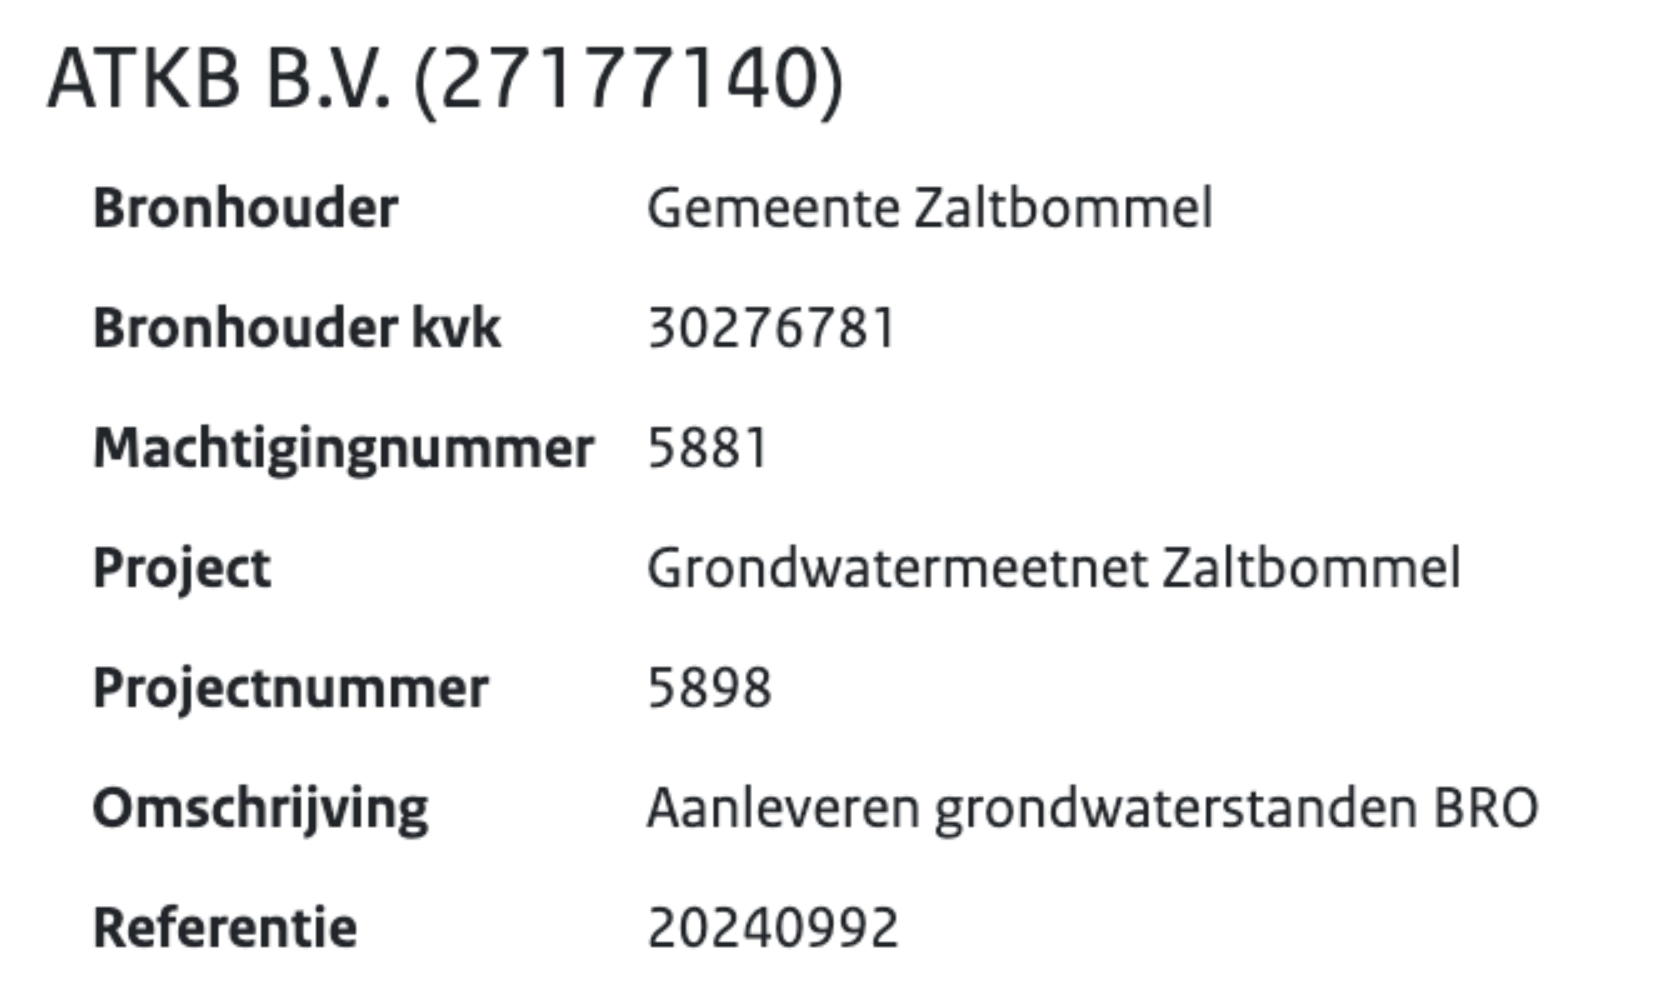 ATKB B.V. (27177140)
Bronhouder Gemeente Zaltbommel
Bronhouder kvk 30276781
Machtigingnummer 5881
Project Grondwatermeetnet Zaltbommel
Projectnummer 5898
Omschrijving Aanleveren grondwaterstanden BRO
Referentie 20240992